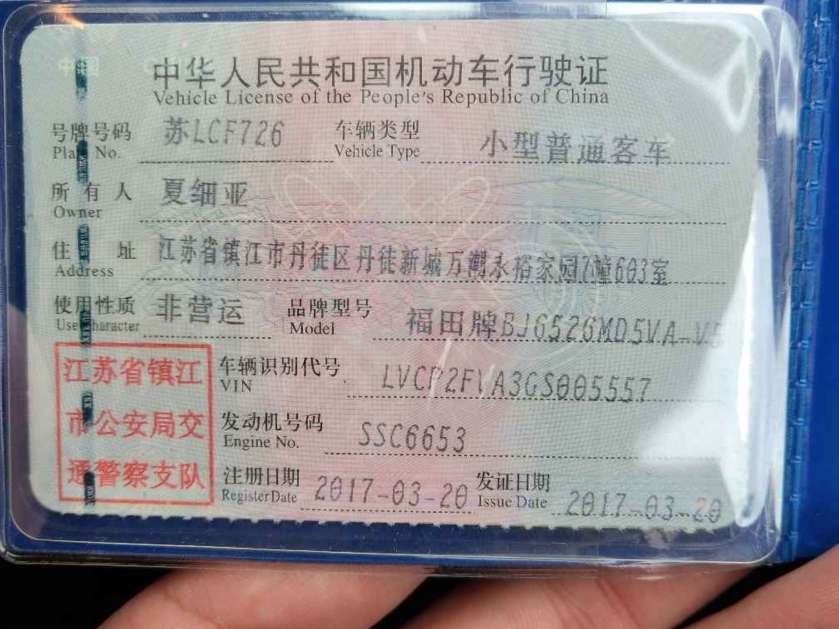 中华人民共和国机动车行驶证
Vehicle License of the People's Republic of China
号牌号码 苏LCF726 车辆类型 小型普通客车
Plate No. Vehicle Type
所有人 夏细亚
Owner
住址 江苏省镇江市丹徒区丹徒新城万湖永裕家园7幢603室
Address
使用性质 非营运 品牌型号 福田牌BJ6526MD5VA-V5
Use Character Model
江苏省镇江 车辆识别代号 LVCP2FVA3GS005557
VIN
市公安局交 发动机号码 SSC6653
Engine No.
通警察支队 注册日期 2017-03-20 发证日期 2017-03-20
Register Date Issue Date